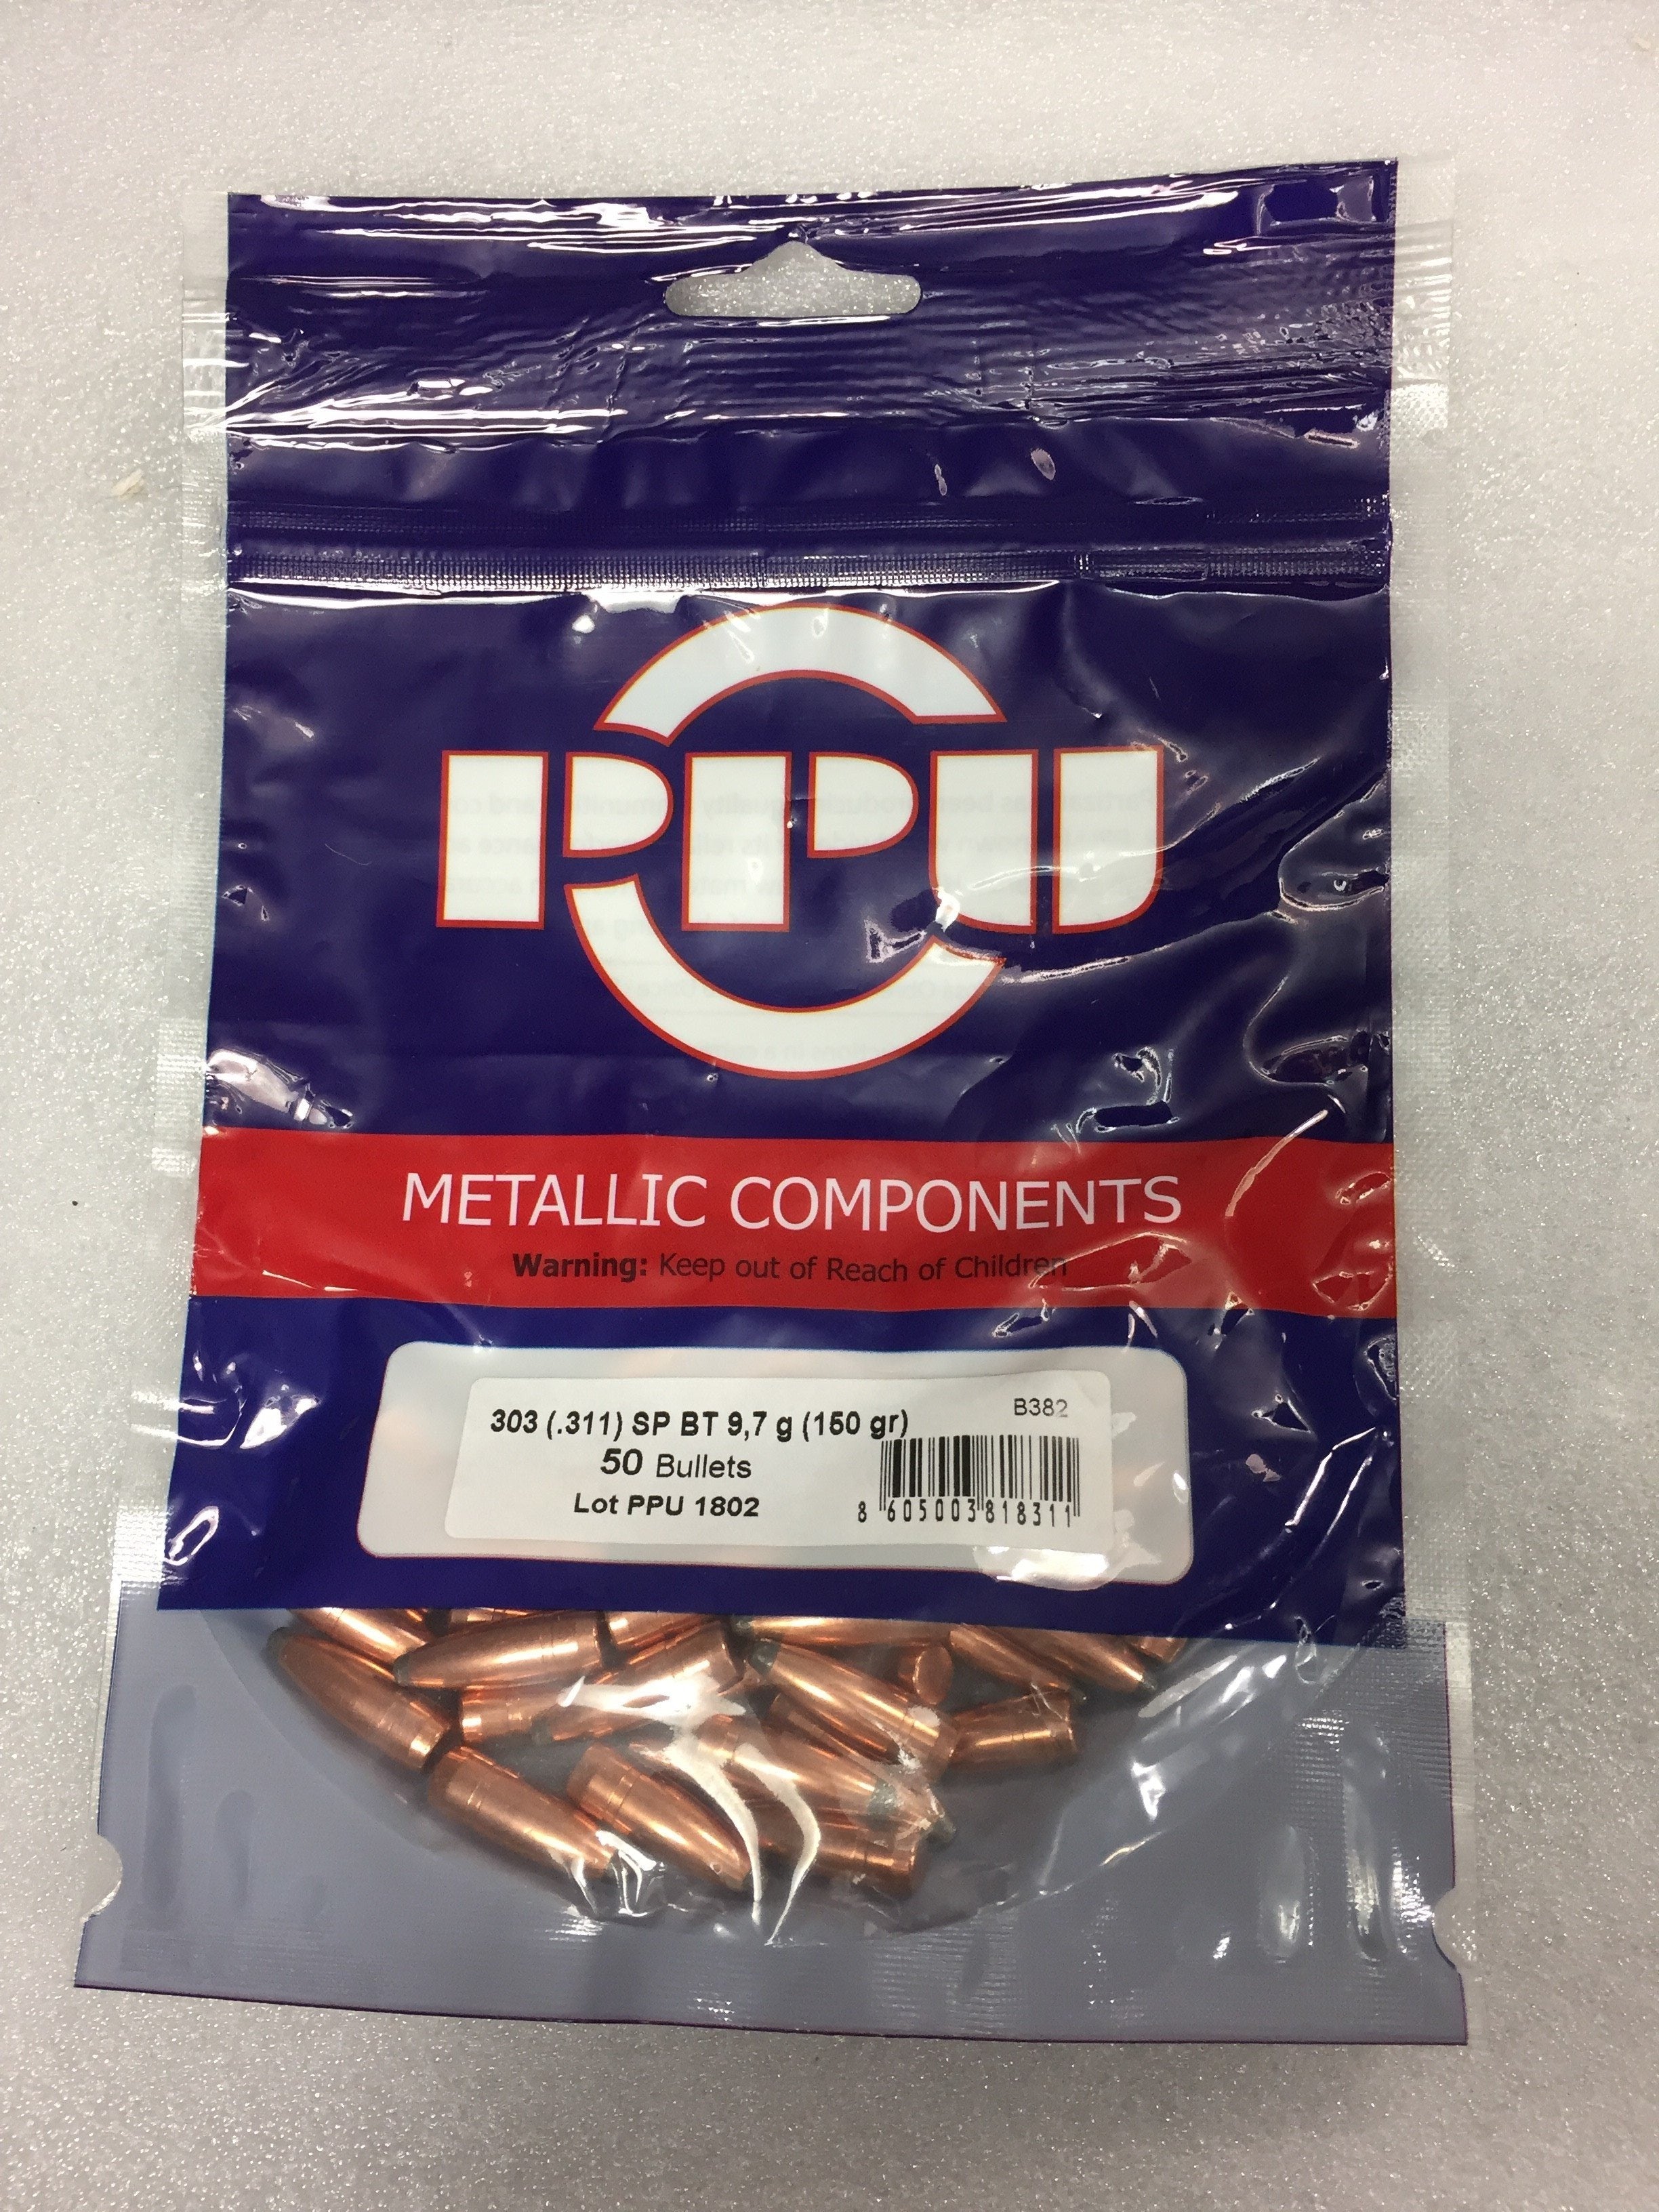 PPU
METALLIC COMPONENTS
Warning: Keep out of Reach of Children
303 (.311) SP BT 9,7 g (150 gr)
B382
50 Bullets
Lot PPU 1802
8 605003 818311